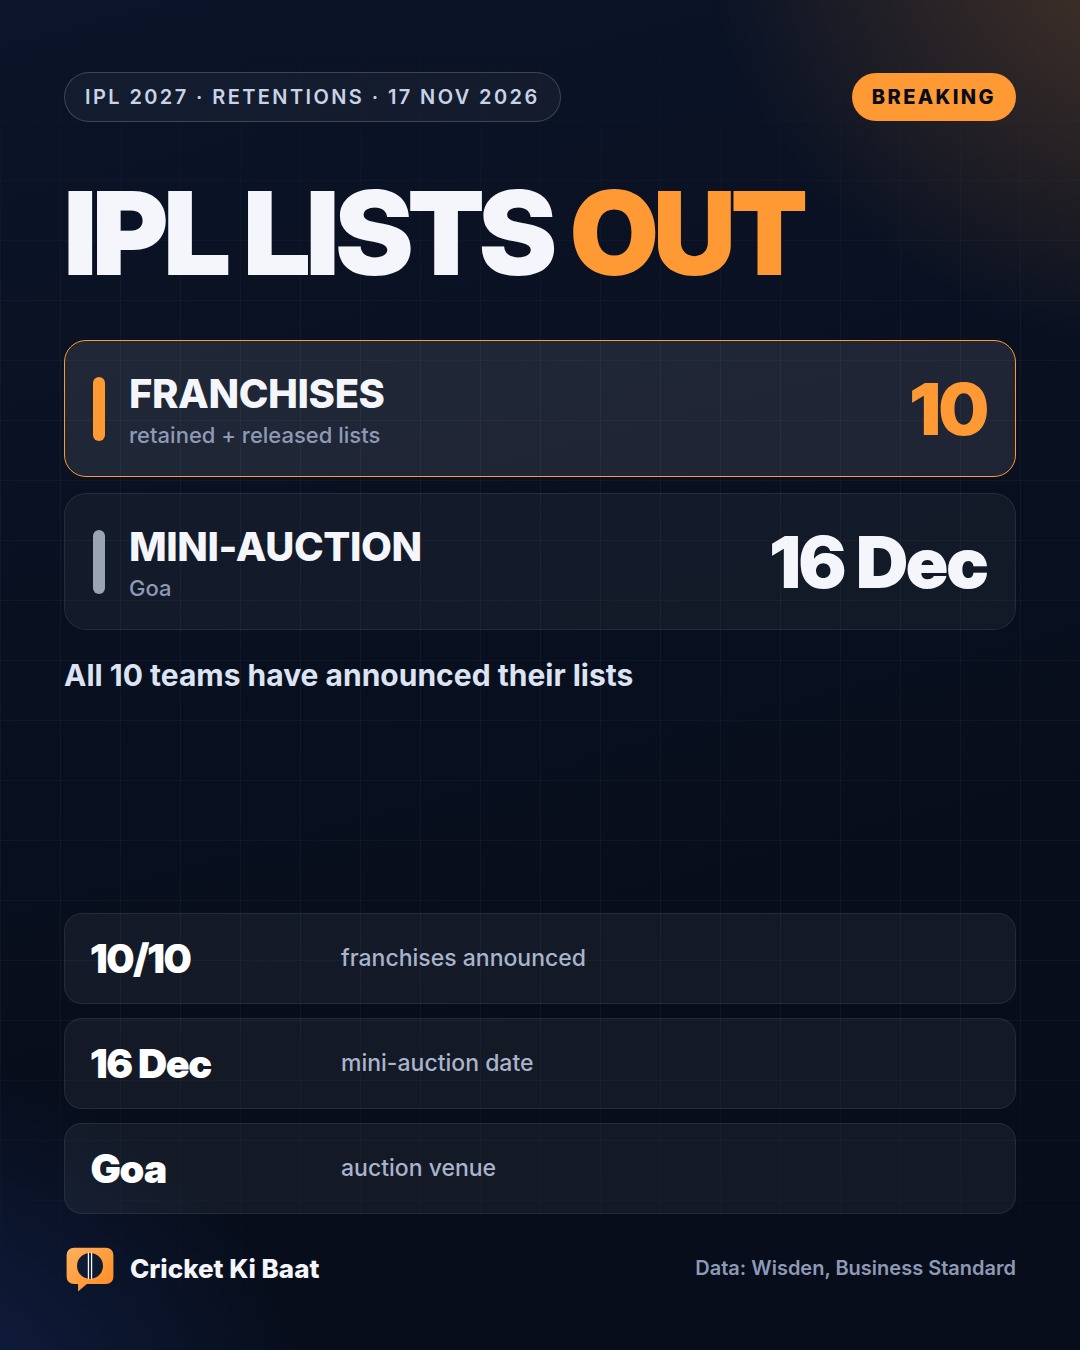 IPL 2027 · RETENTIONS · 17 NOV 2026
BREAKING
IPL LISTS OUT
FRANCHISES
retained + released lists
10
MINI-AUCTION
Goa
16 Dec
All 10 teams have announced their lists
10/10 franchises announced
16 Dec mini-auction date
Goa auction venue
Cricket Ki Baat
Data: Wisden, Business Standard